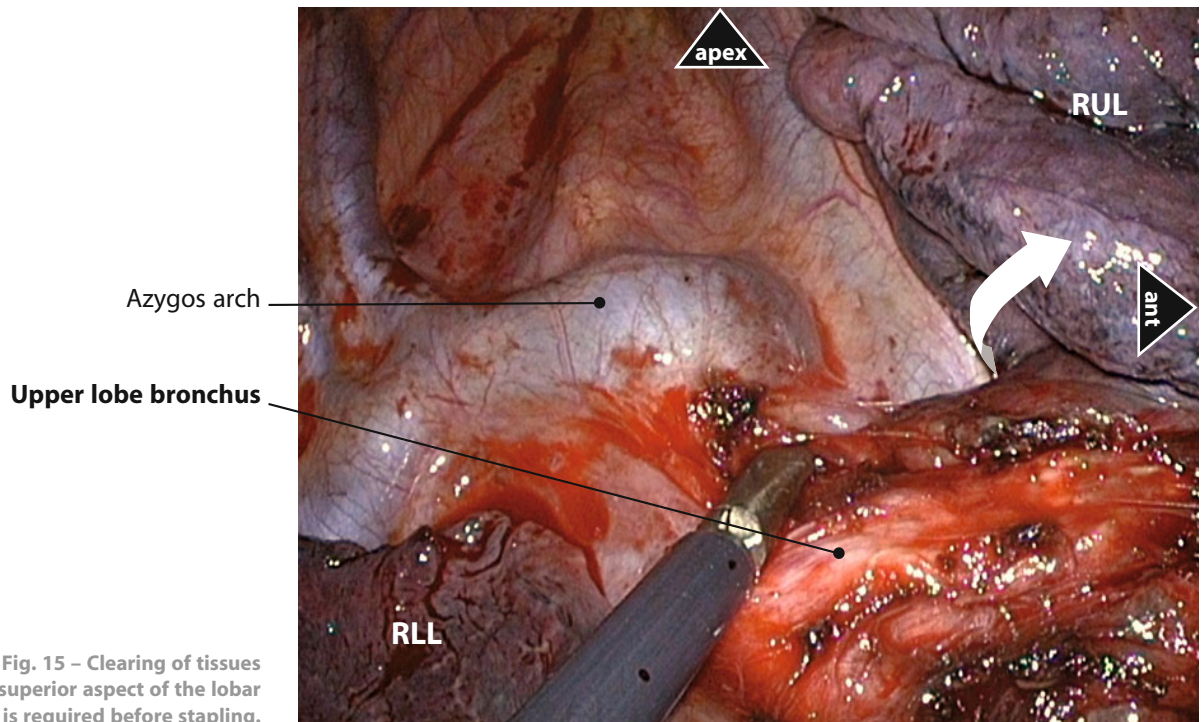 apex
RUL
ant
Azygos arch
Upper lobe bronchus
RLL
Fig. 15 – Clearing of tissues
superior aspect of the lobar
is required before stapling.